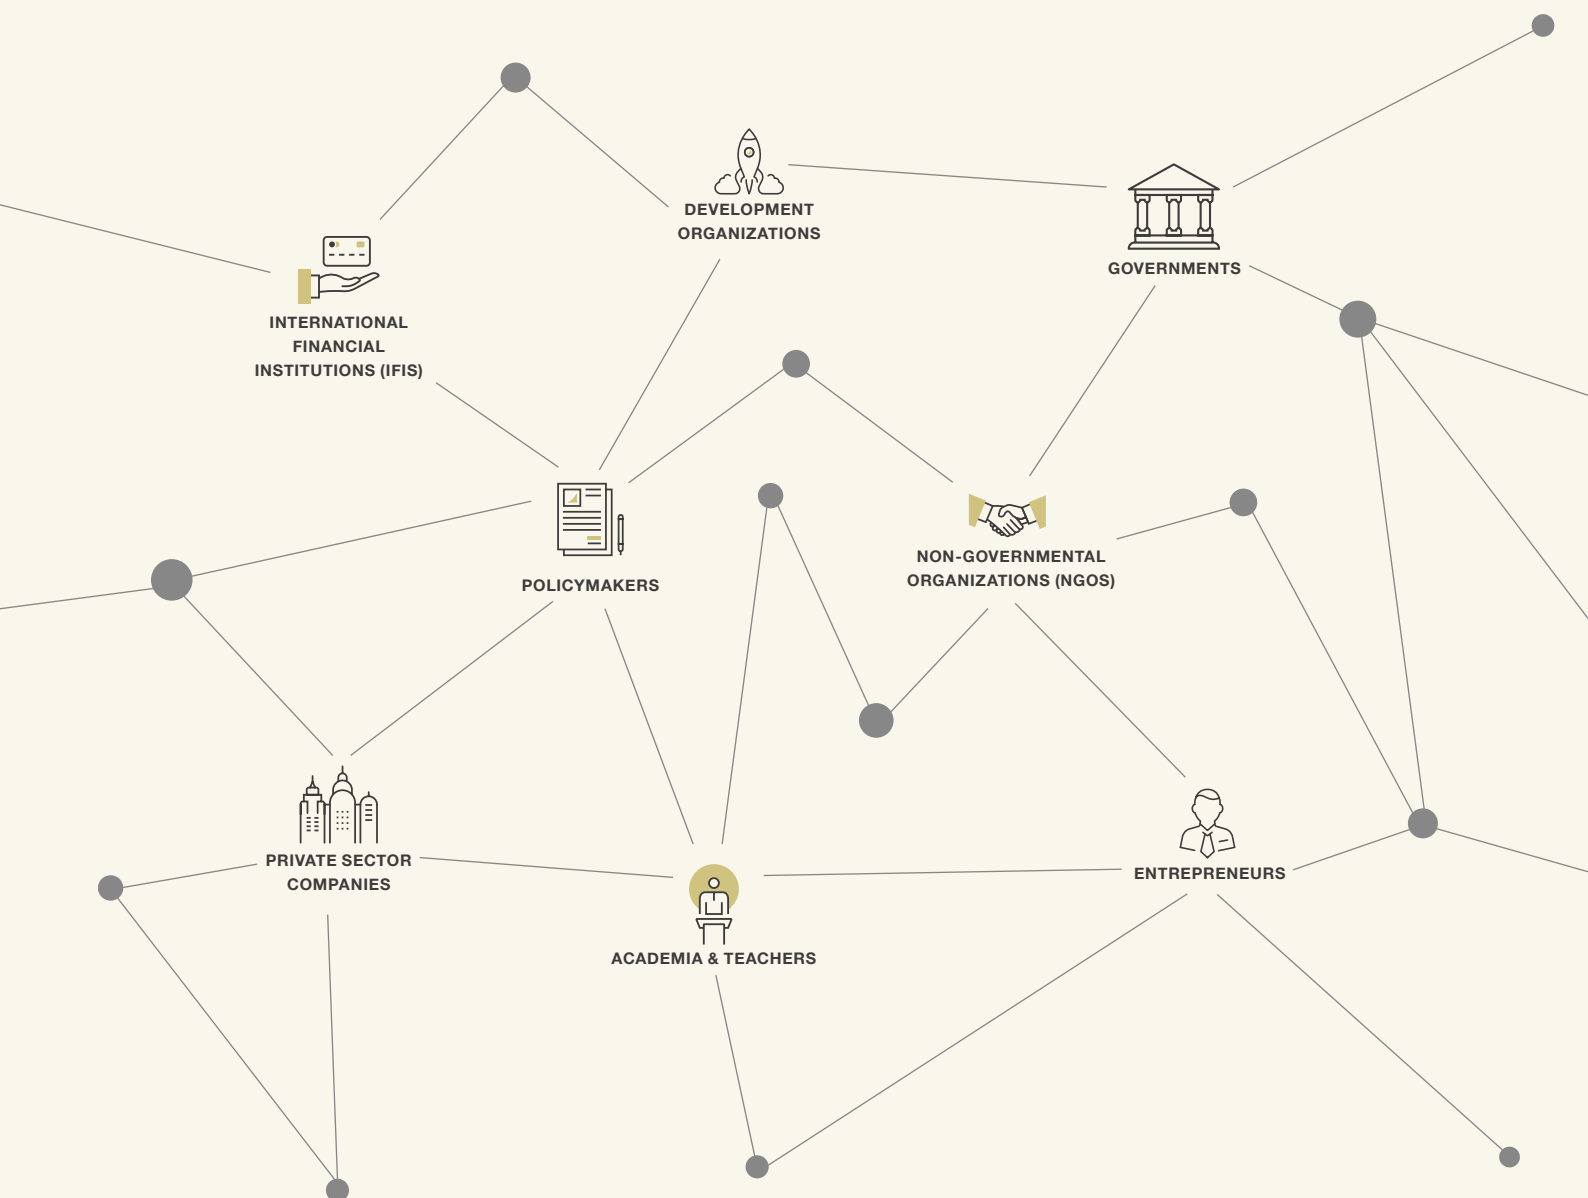 DEVELOPMENT
ORGANIZATIONS
GOVERNMENTS
INTERNATIONAL
FINANCIAL
INSTITUTIONS (IFIS)
POLICYMAKERS
NON-GOVERNMENTAL
ORGANIZATIONS (NGOS)
PRIVATE SECTOR
COMPANIES
ENTREPRENEURS
ACADEMIA & TEACHERS